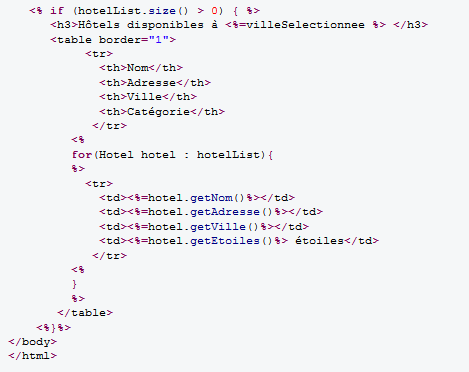 <% if (hotelList.size() > 0) { %>
<h3>Hôtels disponibles à <%=villeSelectionnee %> </h3>
<table border="1">
<tr>
<th>Nom</th>
<th>Adresse</th>
<th>Ville</th>
<th>Catégorie</th>
</tr>
<%
for(Hotel hotel : hotelList){
%>
<tr>
<td><%=hotel.getNom()%></td>
<td><%=hotel.getAdresse()%></td>
<td><%=hotel.getVille()%></td>
<td><%=hotel.getEtoiles()%> étoiles</td>
</tr>
<%
}
%>
</table>
<%}%>
</body>
</html>